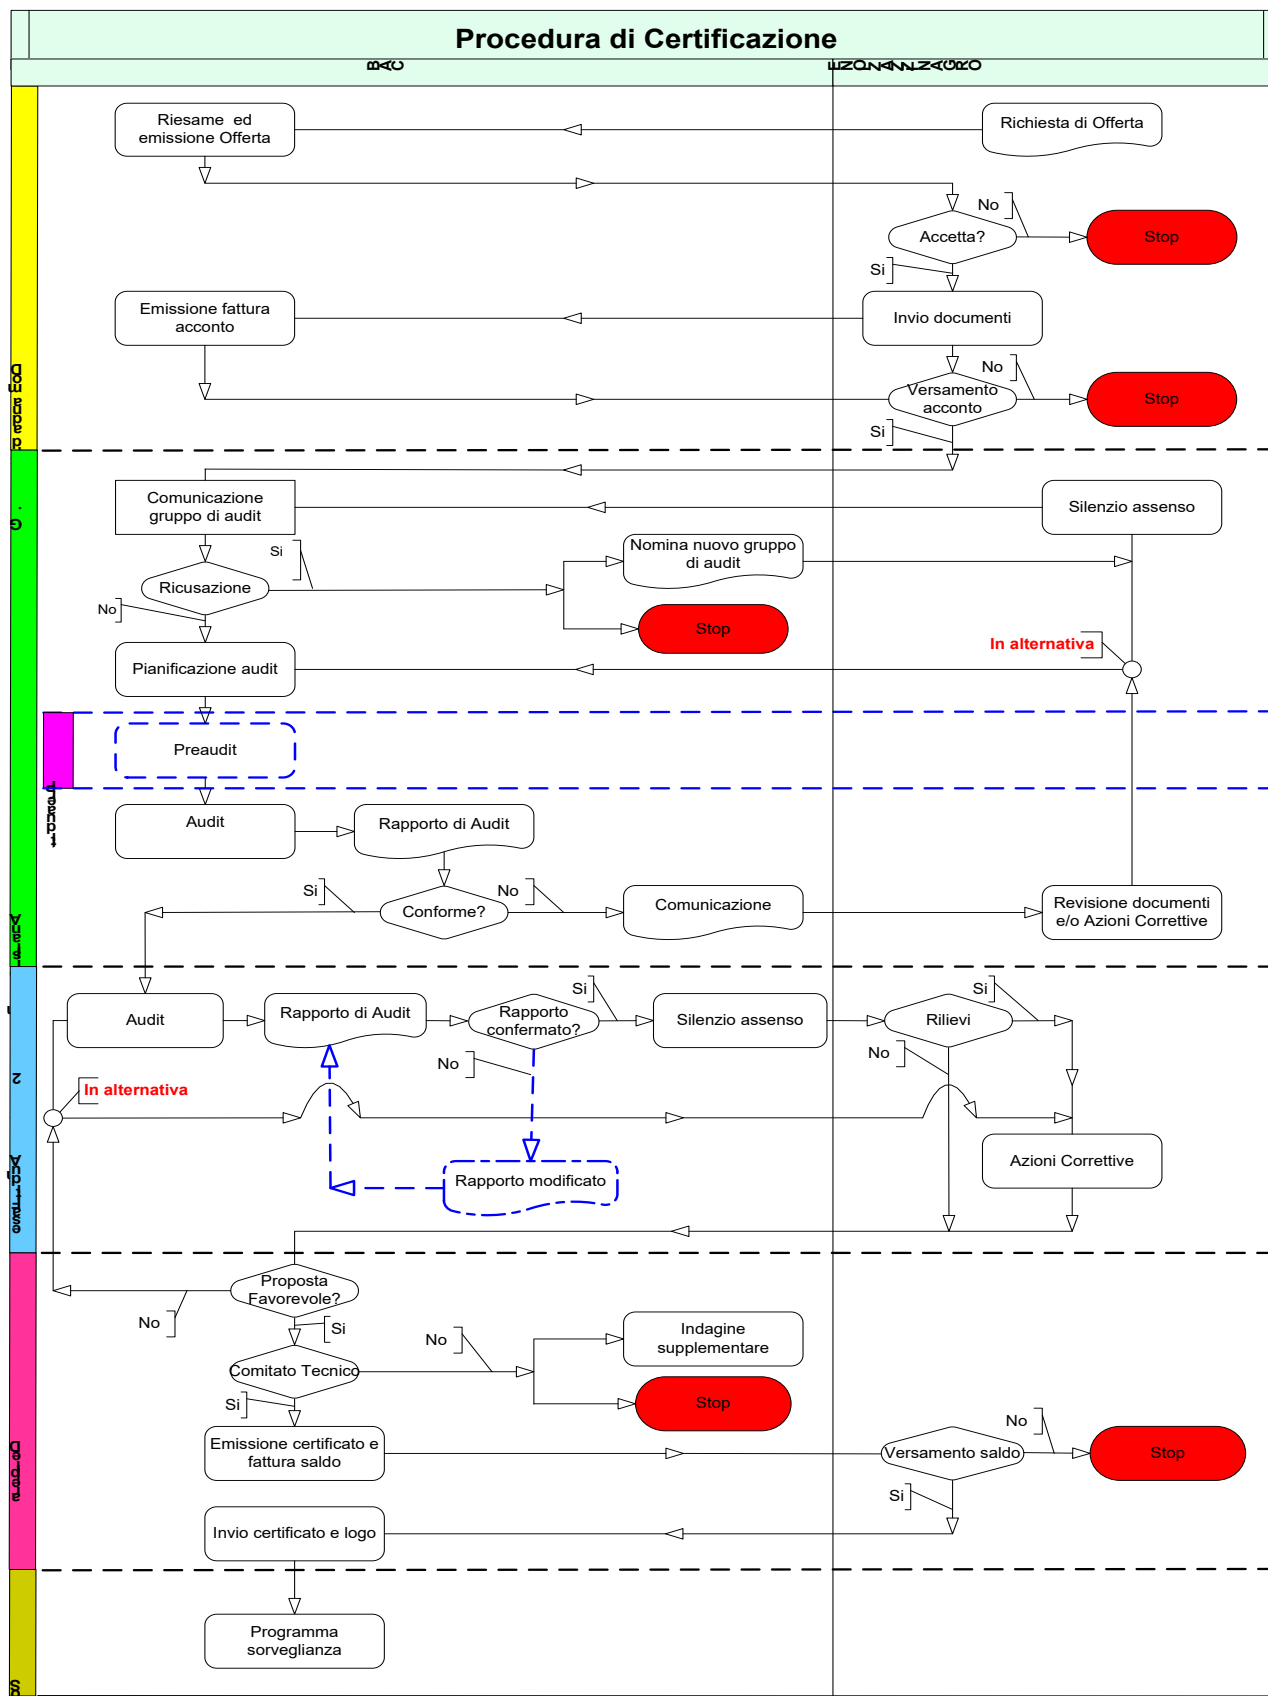 Procedura di Certificazione
Riesame ed
emissione Offerta
Richiesta di Offerta
No
Accetta?
Stop
Si
Emissione fattura
acconto
Invio documenti
No
Versamento
acconto
Stop
Si
Comunicazione
gruppo di audit
Silenzio assenso
Si
Nomina nuovo gruppo
di audit
Ricusazione
No
Stop
In alternativa
Pianificazione audit
Preaudit
Audit
Rapporto di Audit
Si
No
Conforme?
Comunicazione
Revisione documenti
e/o Azioni Correttive
Audit
Rapporto di Audit
Rapporto
confermato?
Si
Silenzio assenso
Rilievi
Si
No
No
In alternativa
Azioni Correttive
Rapporto modificato
Proposta
Favorevole?
No
Si
Indagine
supplementare
No
Comitato Tecnico
Si
Stop
Emissione certificato e
fattura saldo
Versamento saldo
No
Stop
Si
Invio certificato e logo
Programma
sorveglianza